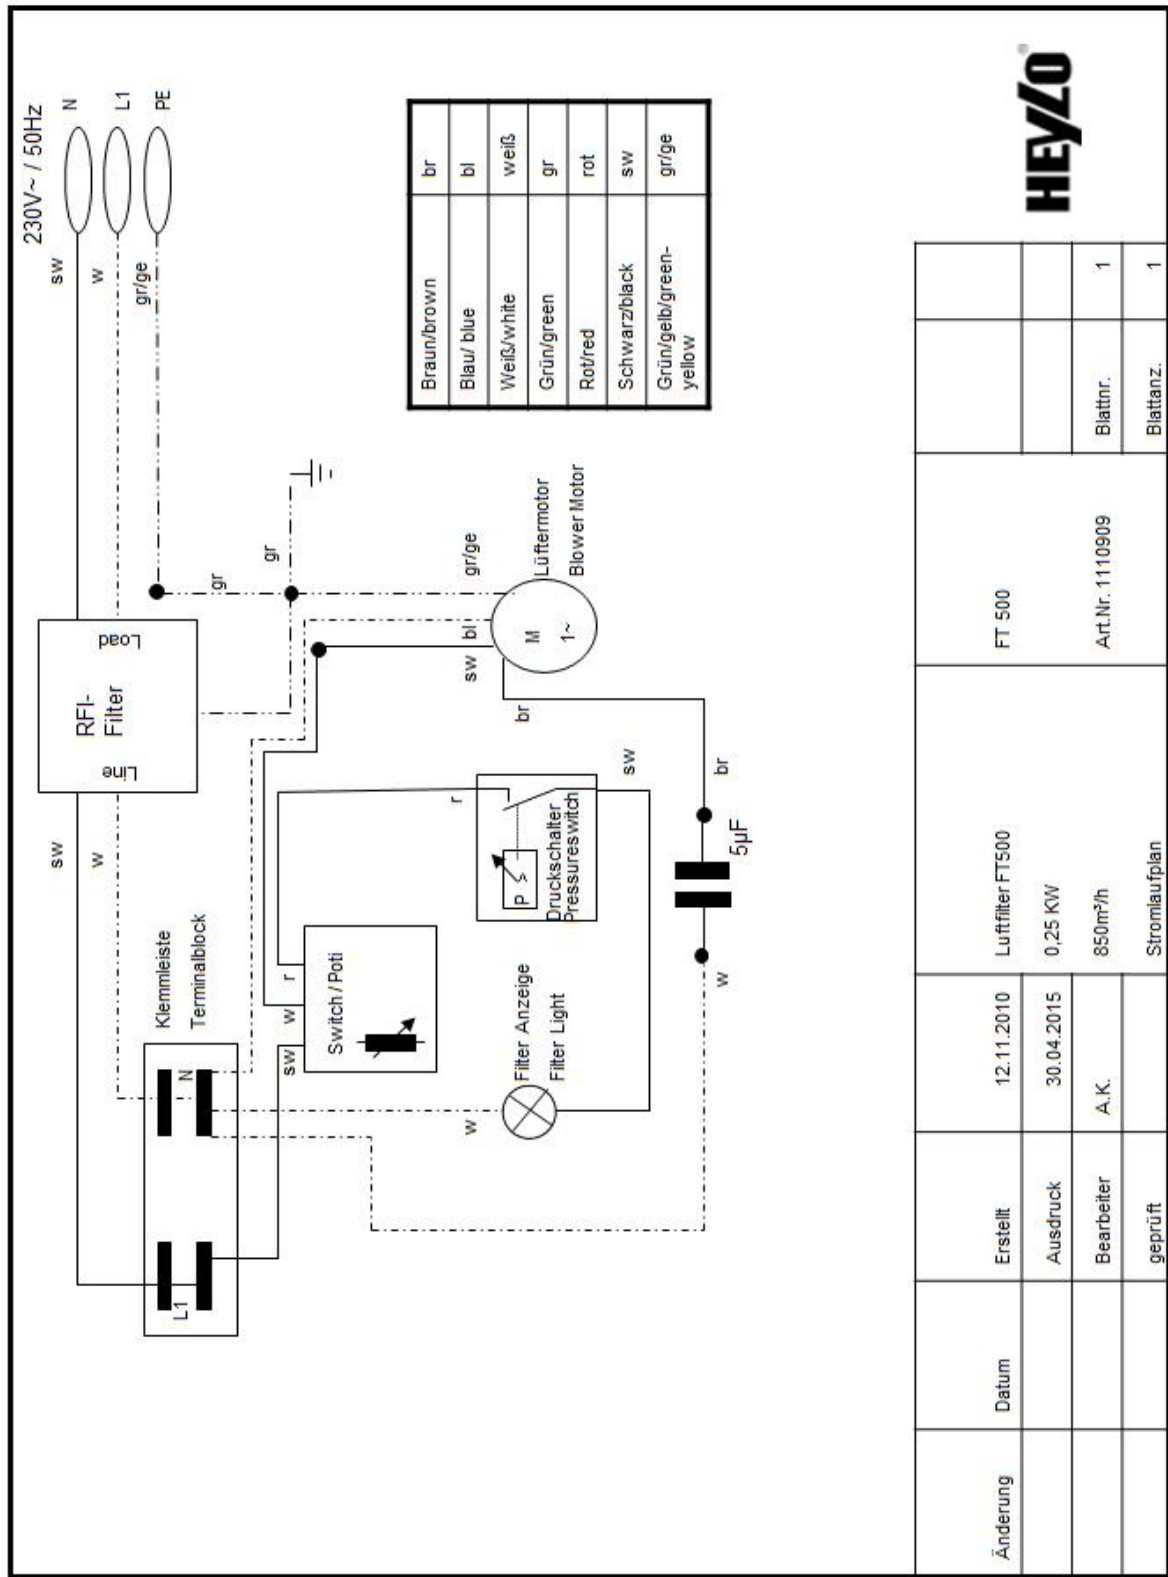 230V~ / 50Hz
N
L1
PE
sw
w
gr/ge
RFI-
Filter
Load
Line
sw
w
gr
gr
Klemmleiste
Terminalblock
L1
N
sw
w
r
Switch / Poti
r
P >
Druckschalter
Pressureswitch
sw
sw
bl
gr/ge
M
1~
Lüftermotor
Blower Motor
br
br
5µF
w
w
Filter Anzeige
Filter Light
Braun/brown br
Blau/ blue bl
Weiß/white weiß
Grün/green gr
Rot/red rot
Schwarz/black sw
Grün/gelb/green-
yellow gr/ge
HEYLO®
Änderung Datum Erstellt 12.11.2010 Luftfilter FT500 FT 500
Ausdruck 30.04.2015 0,25 KW
Bearbeiter A.K. 850m³/h Art.Nr. 1110909 Blattnr. 1
geprüft Stromlaufplan Blattanz. 1